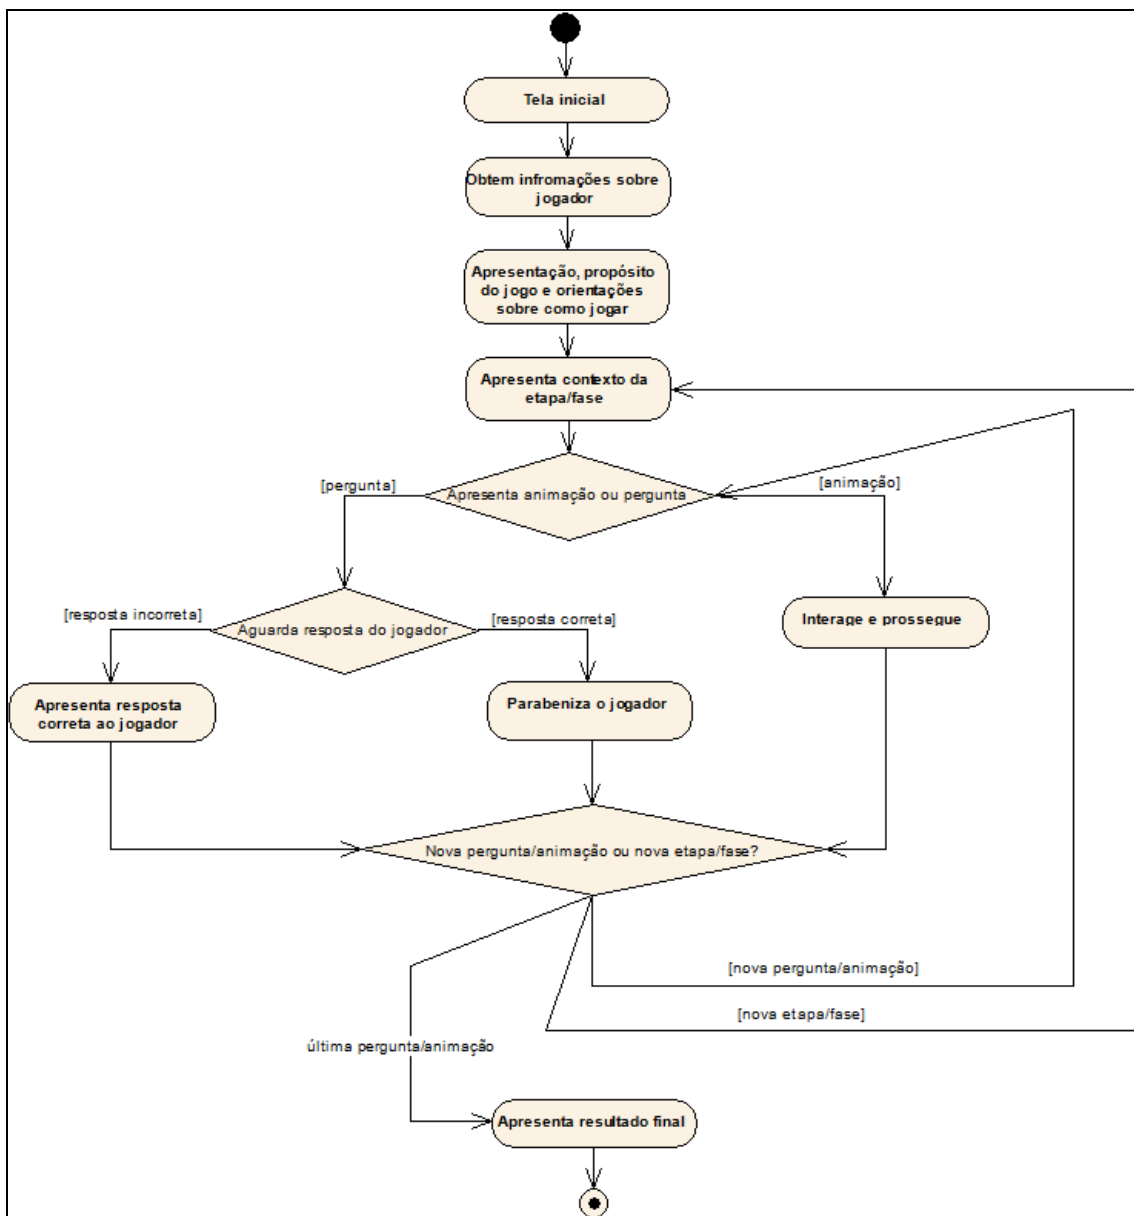 Tela inicial
Obtem infromações sobre
jogador
Apresentação, propósito
do jogo e orientações
sobre como jogar
Apresenta contexto da
etapa/fase
[pergunta]
Apresenta animação ou pergunta
[animação]
[resposta incorreta]
Aguarda resposta do jogador
[resposta correta]
Interage e prossegue
Apresenta resposta
correta ao jogador
Parabeniza o jogador
Nova pergunta/animação ou nova etapa/fase?
[nova pergunta/animação]
[nova etapa/fase]
última pergunta/animação
Apresenta resultado final